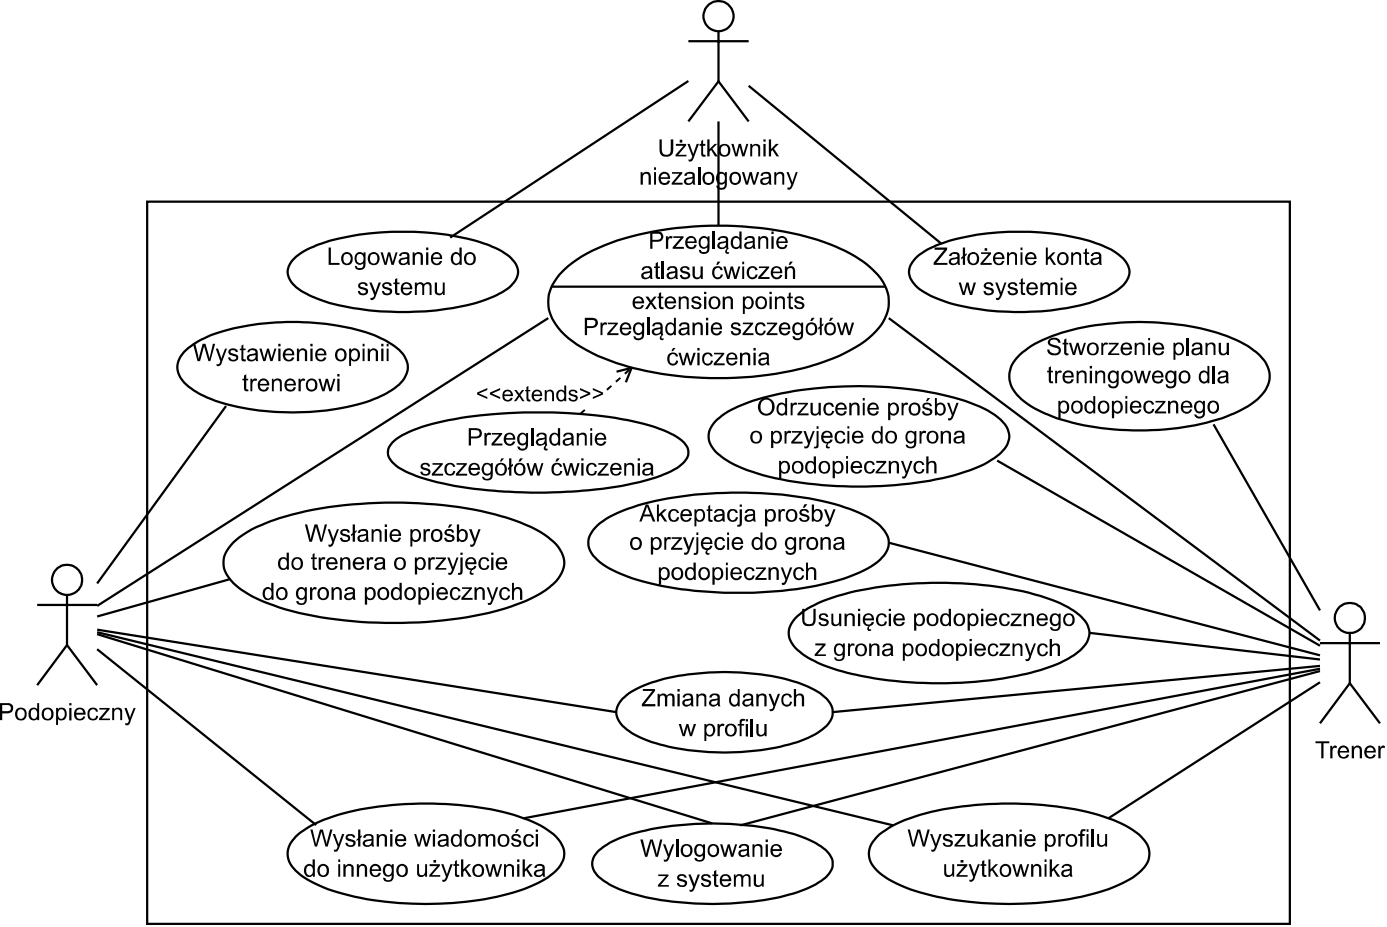 Użytkownik
niezalogowany
Logowanie do
systemu
Przeglądanie
atlasu ćwiczeń
extension points
Przeglądanie szczegółów
ćwiczenia
Założenie konta
w systemie
Wystawienie opinii
trenerowi
<<extends>>
Stworzenie planu
treningowego dla
podopiecznego
Przeglądanie
szczegółów ćwiczenia
Odrzucenie prośby
o przyjęcie do grona
podopiecznych
Wysłanie prośby
do trenera o przyjęcie
do grona podopiecznych
Akceptacja prośby
o przyjęcie do grona
podopiecznych
Usunięcie podopiecznego
z grona podopiecznych
Podopieczny
Zmiana danych
w profilu
Trener
Wysłanie wiadomości
do innego użytkownika
Wylogowanie
z systemu
Wyszukanie profilu
użytkownika